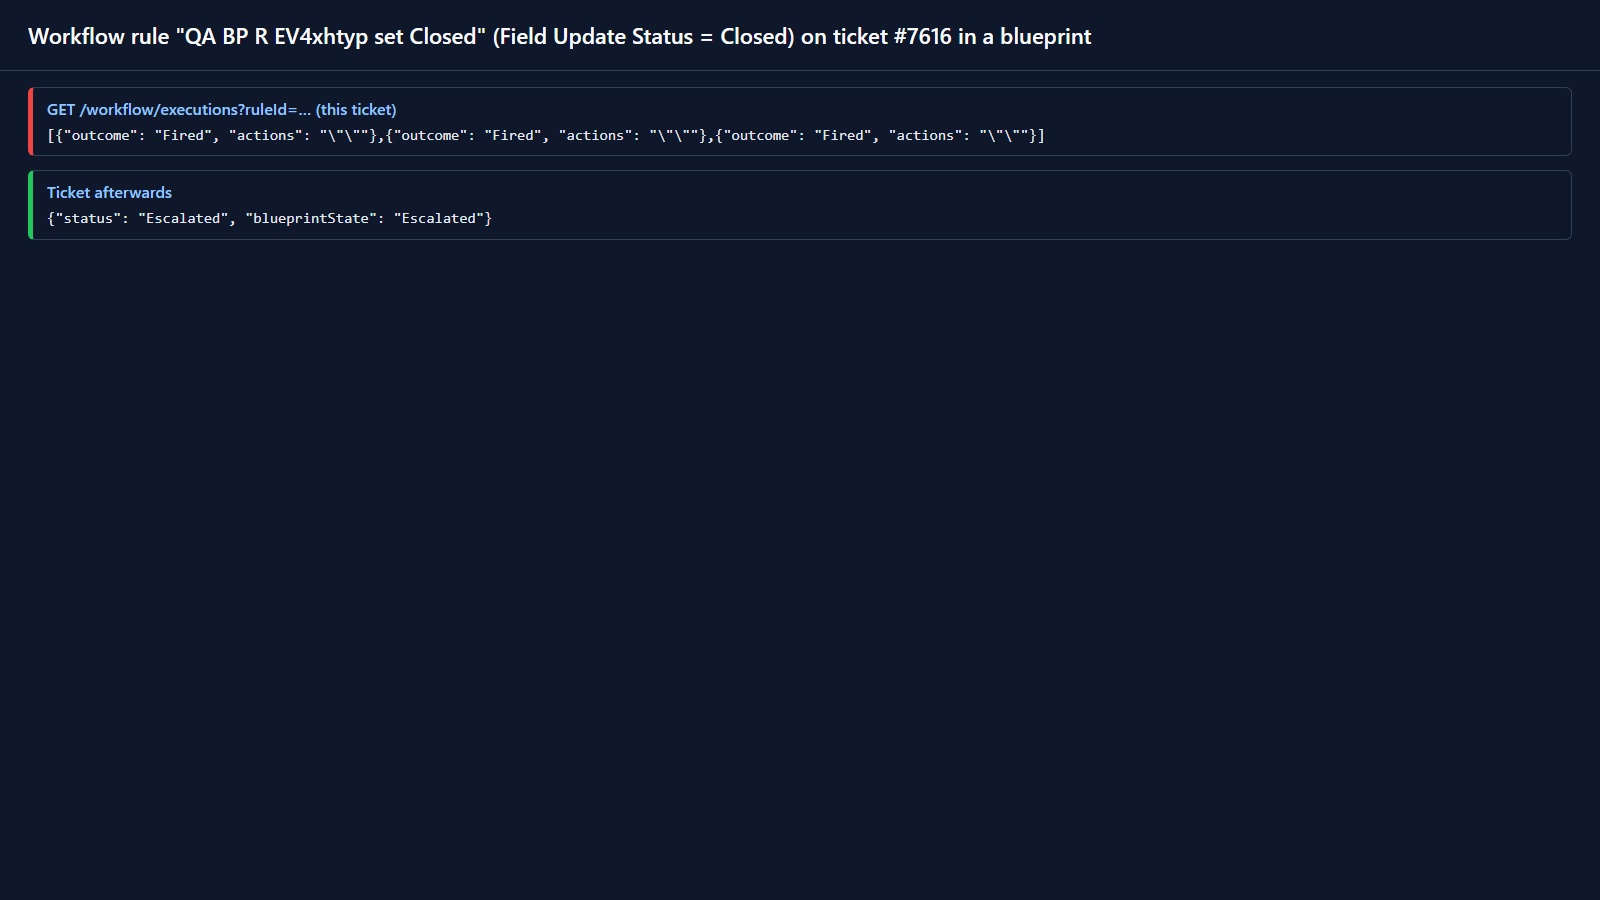 Workflow rule "QA BP R EV4xhtyp set Closed" (Field Update Status = Closed) on ticket #7616 in a blueprint
GET /workflow/executions?ruleId=... (this ticket)
[{"outcome": "Fired", "actions": "\"\""},{"outcome": "Fired", "actions": "\"\""},{"outcome": "Fired", "actions": "\"\""}]
Ticket afterwards
{"status": "Escalated", "blueprintState": "Escalated"}